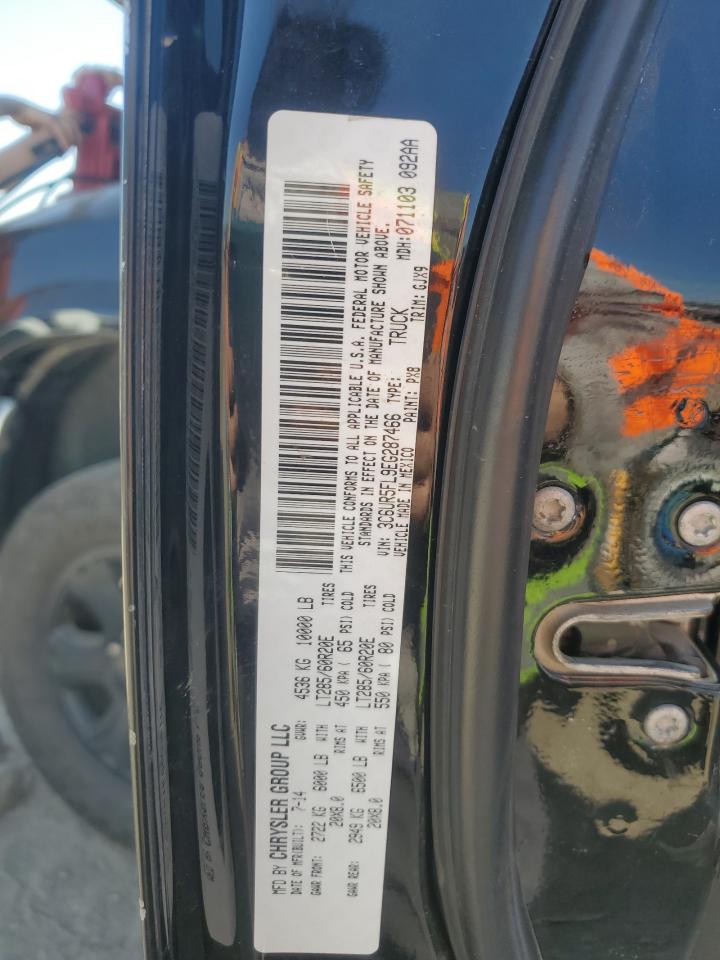 MFD BY CHRYSLER GROUP LLC
DATE OF MFR(BUILT): 7-14 GVWR: 4536 KG 10000 LB
GAWR FRONT: 2722 KG 6000 LB WITH LT285/60R20E TIRES
20X8.0 RIMS AT 450 KPA ( 65 PSI) COLD
GAWR REAR: 2949 KG 6500 LB WITH LT285/60R20E TIRES
20X8.0 RIMS AT 550 KPA ( 80 PSI) COLD
THIS VEHICLE CONFORMS TO ALL APPLICABLE U.S.A. FEDERAL MOTOR VEHICLE SAFETY
STANDARDS IN EFFECT ON THE DATE OF MANUFACTURE SHOWN ABOVE.
VIN: 3C6UR5FL9EG287466 TYPE: TRUCK MDH:071103 092AA
VEHICLE MADE IN MEXICO PAINT: PX8 TRIM: GJX9